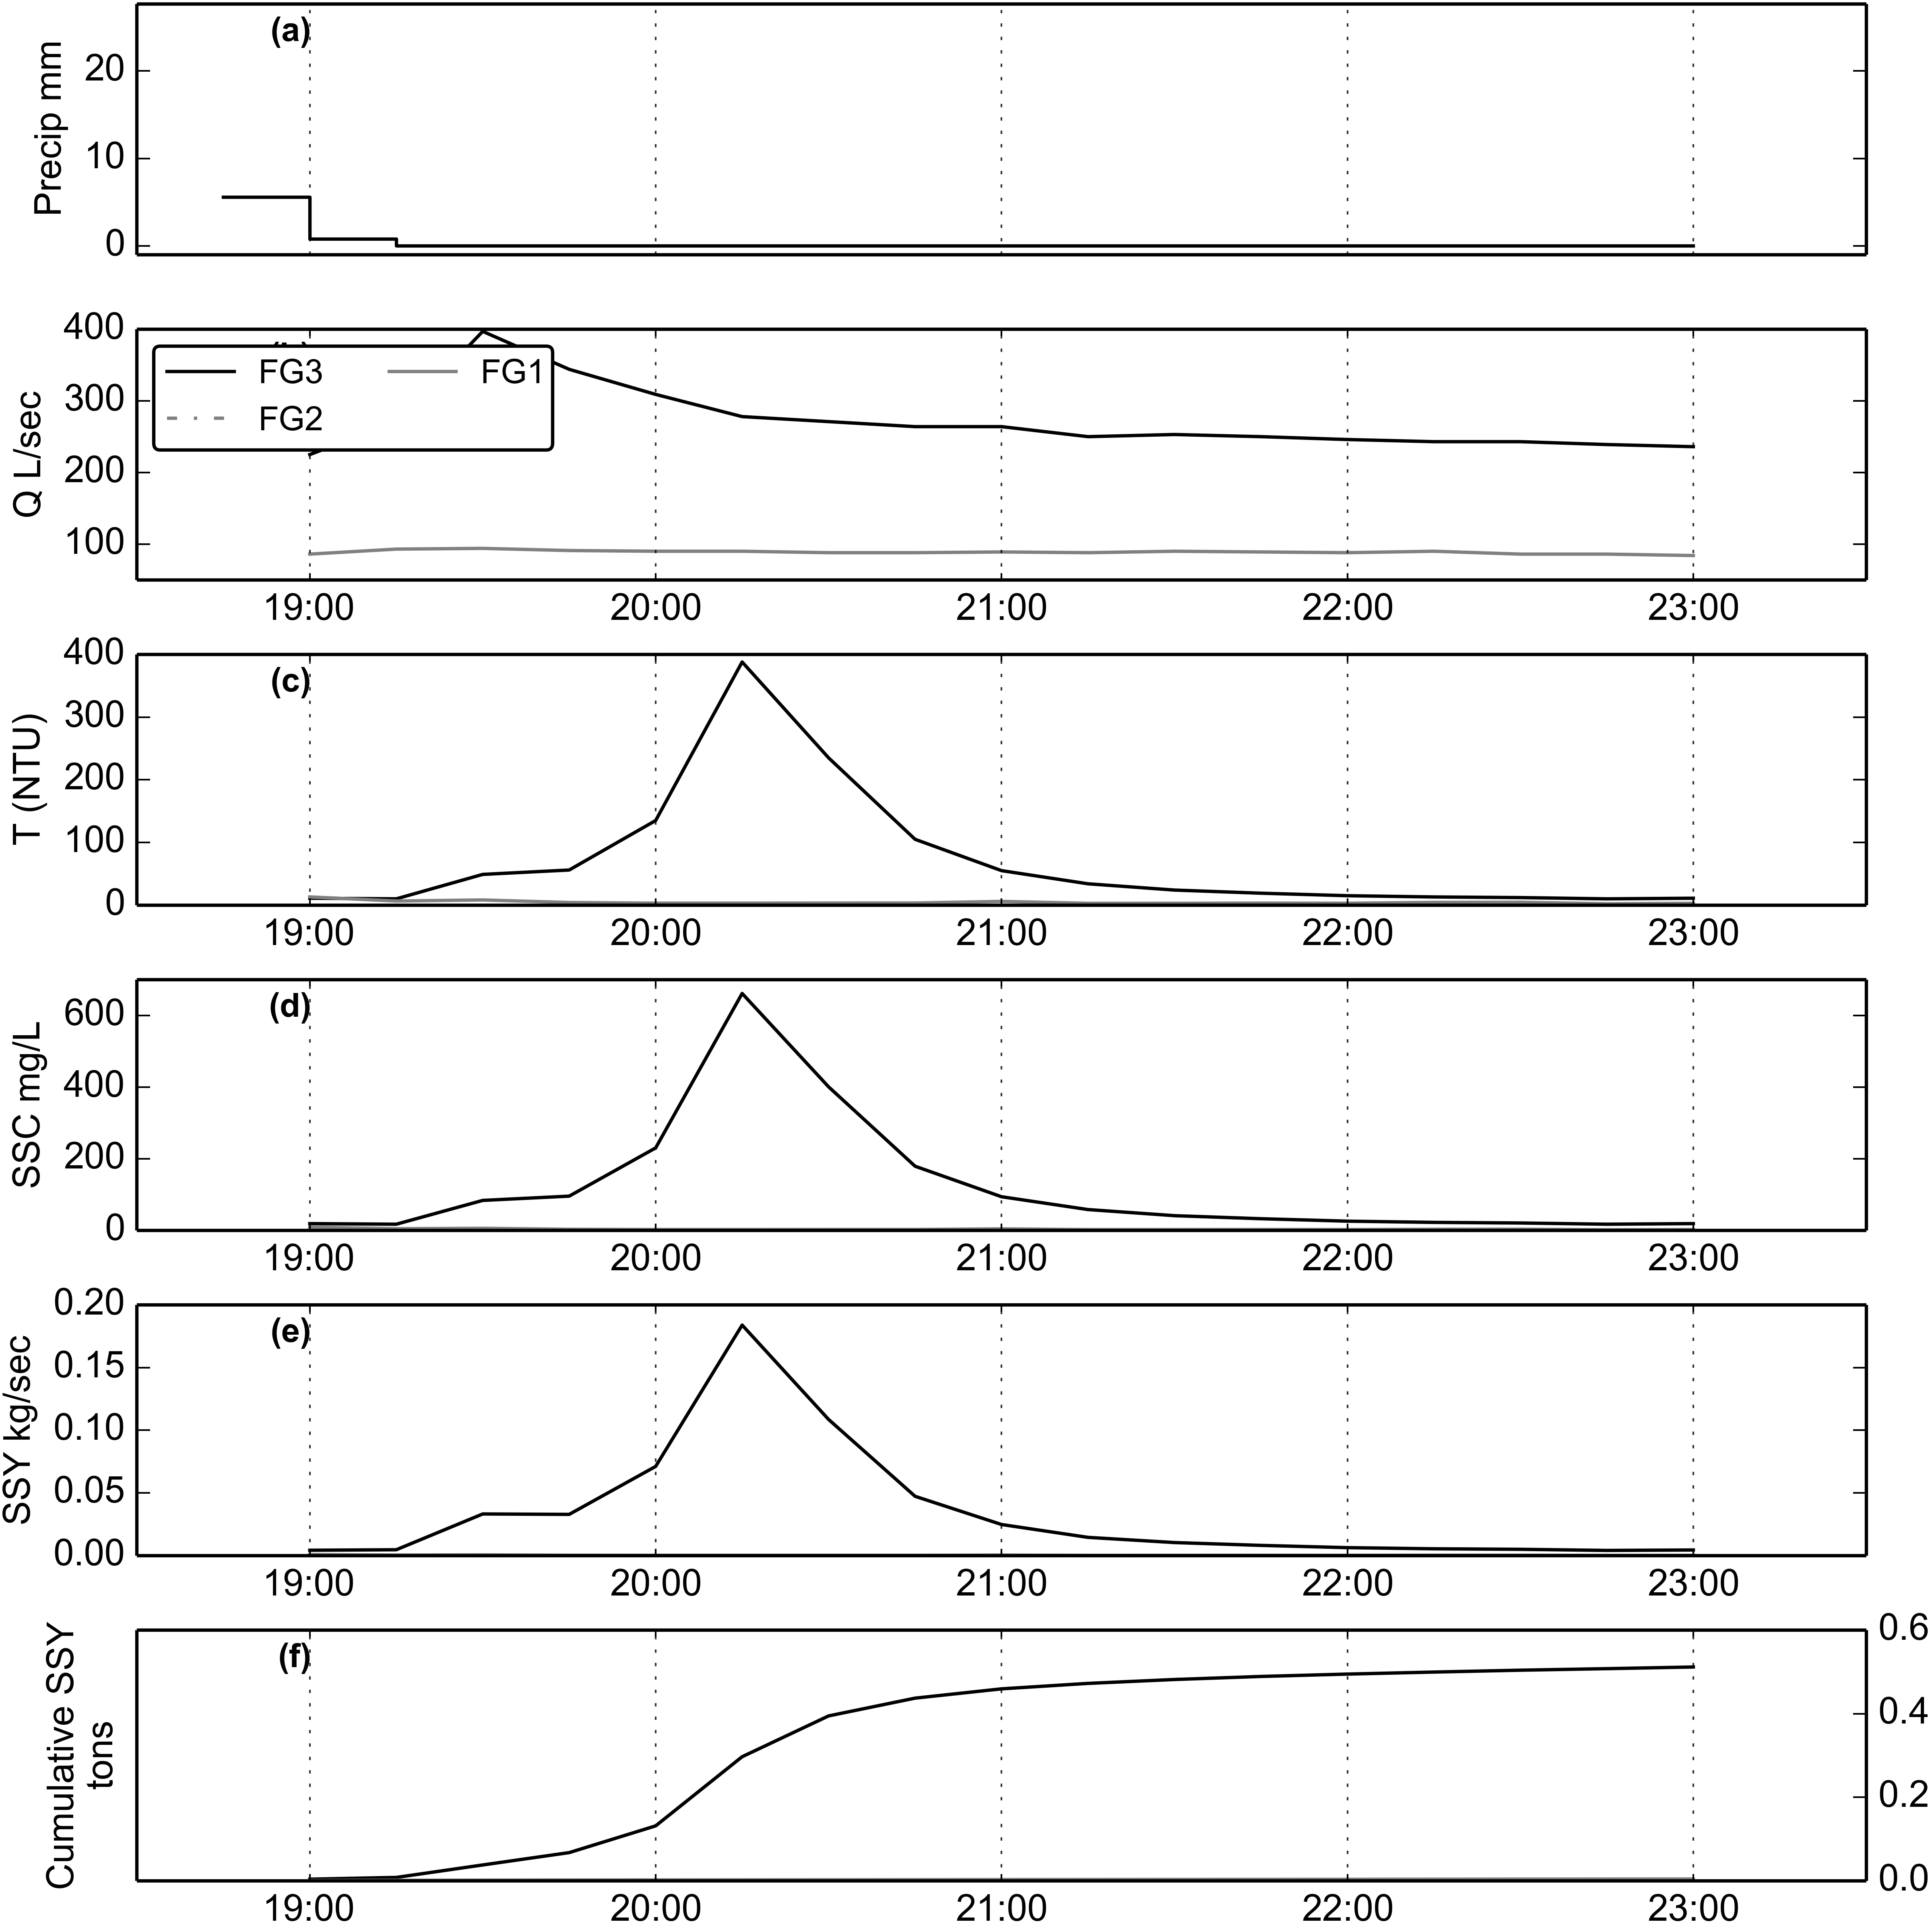 (a)
Precip mm
20
10
0
Q L/sec
400
300
200
100
FG3 FG1
FG2
19:00 20:00 21:00 22:00 23:00
(c)
T (NTU)
400
300
200
100
0
19:00 20:00 21:00 22:00 23:00
(d)
SSC mg/L
600
400
200
0
19:00 20:00 21:00 22:00 23:00
(e)
SSY kg/sec
0.20
0.15
0.10
0.05
0.00
19:00 20:00 21:00 22:00 23:00
(f)
Cumulative SSY
tons
0.6
0.4
0.2
0.0
19:00 20:00 21:00 22:00 23:00